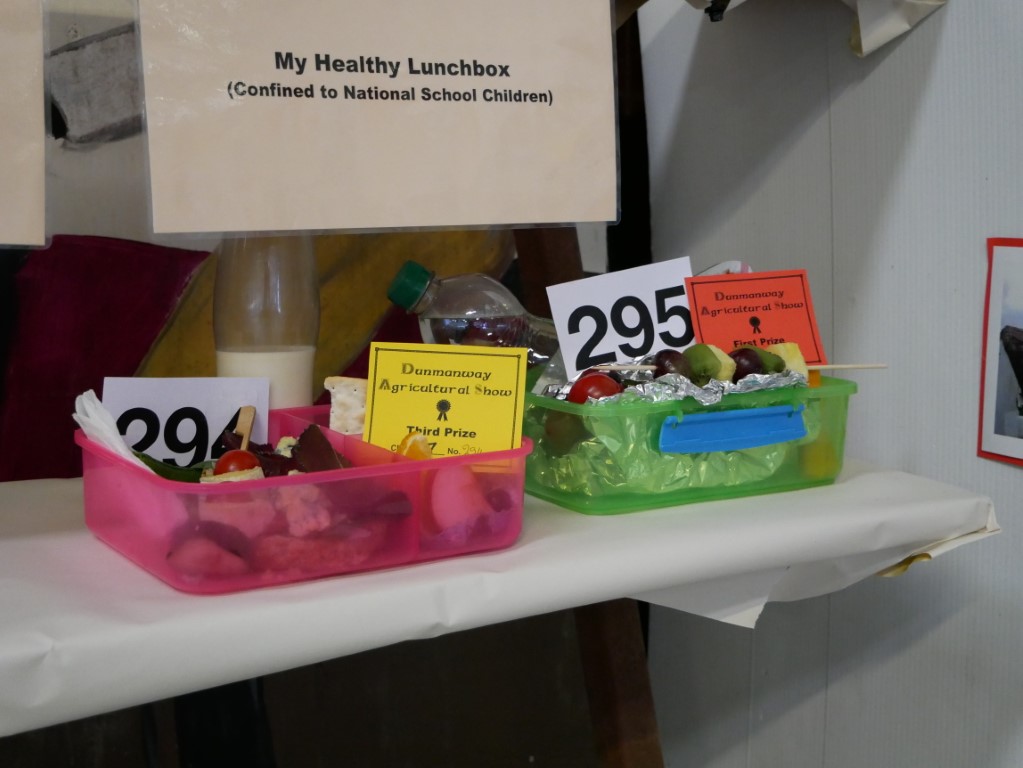 My Healthy Lunchbox
(Confined to National School Children)
295
Dunmanway
Agricultural Show
First Prize
294
Dunmanway
Agricultural Show
Third Prize
No.